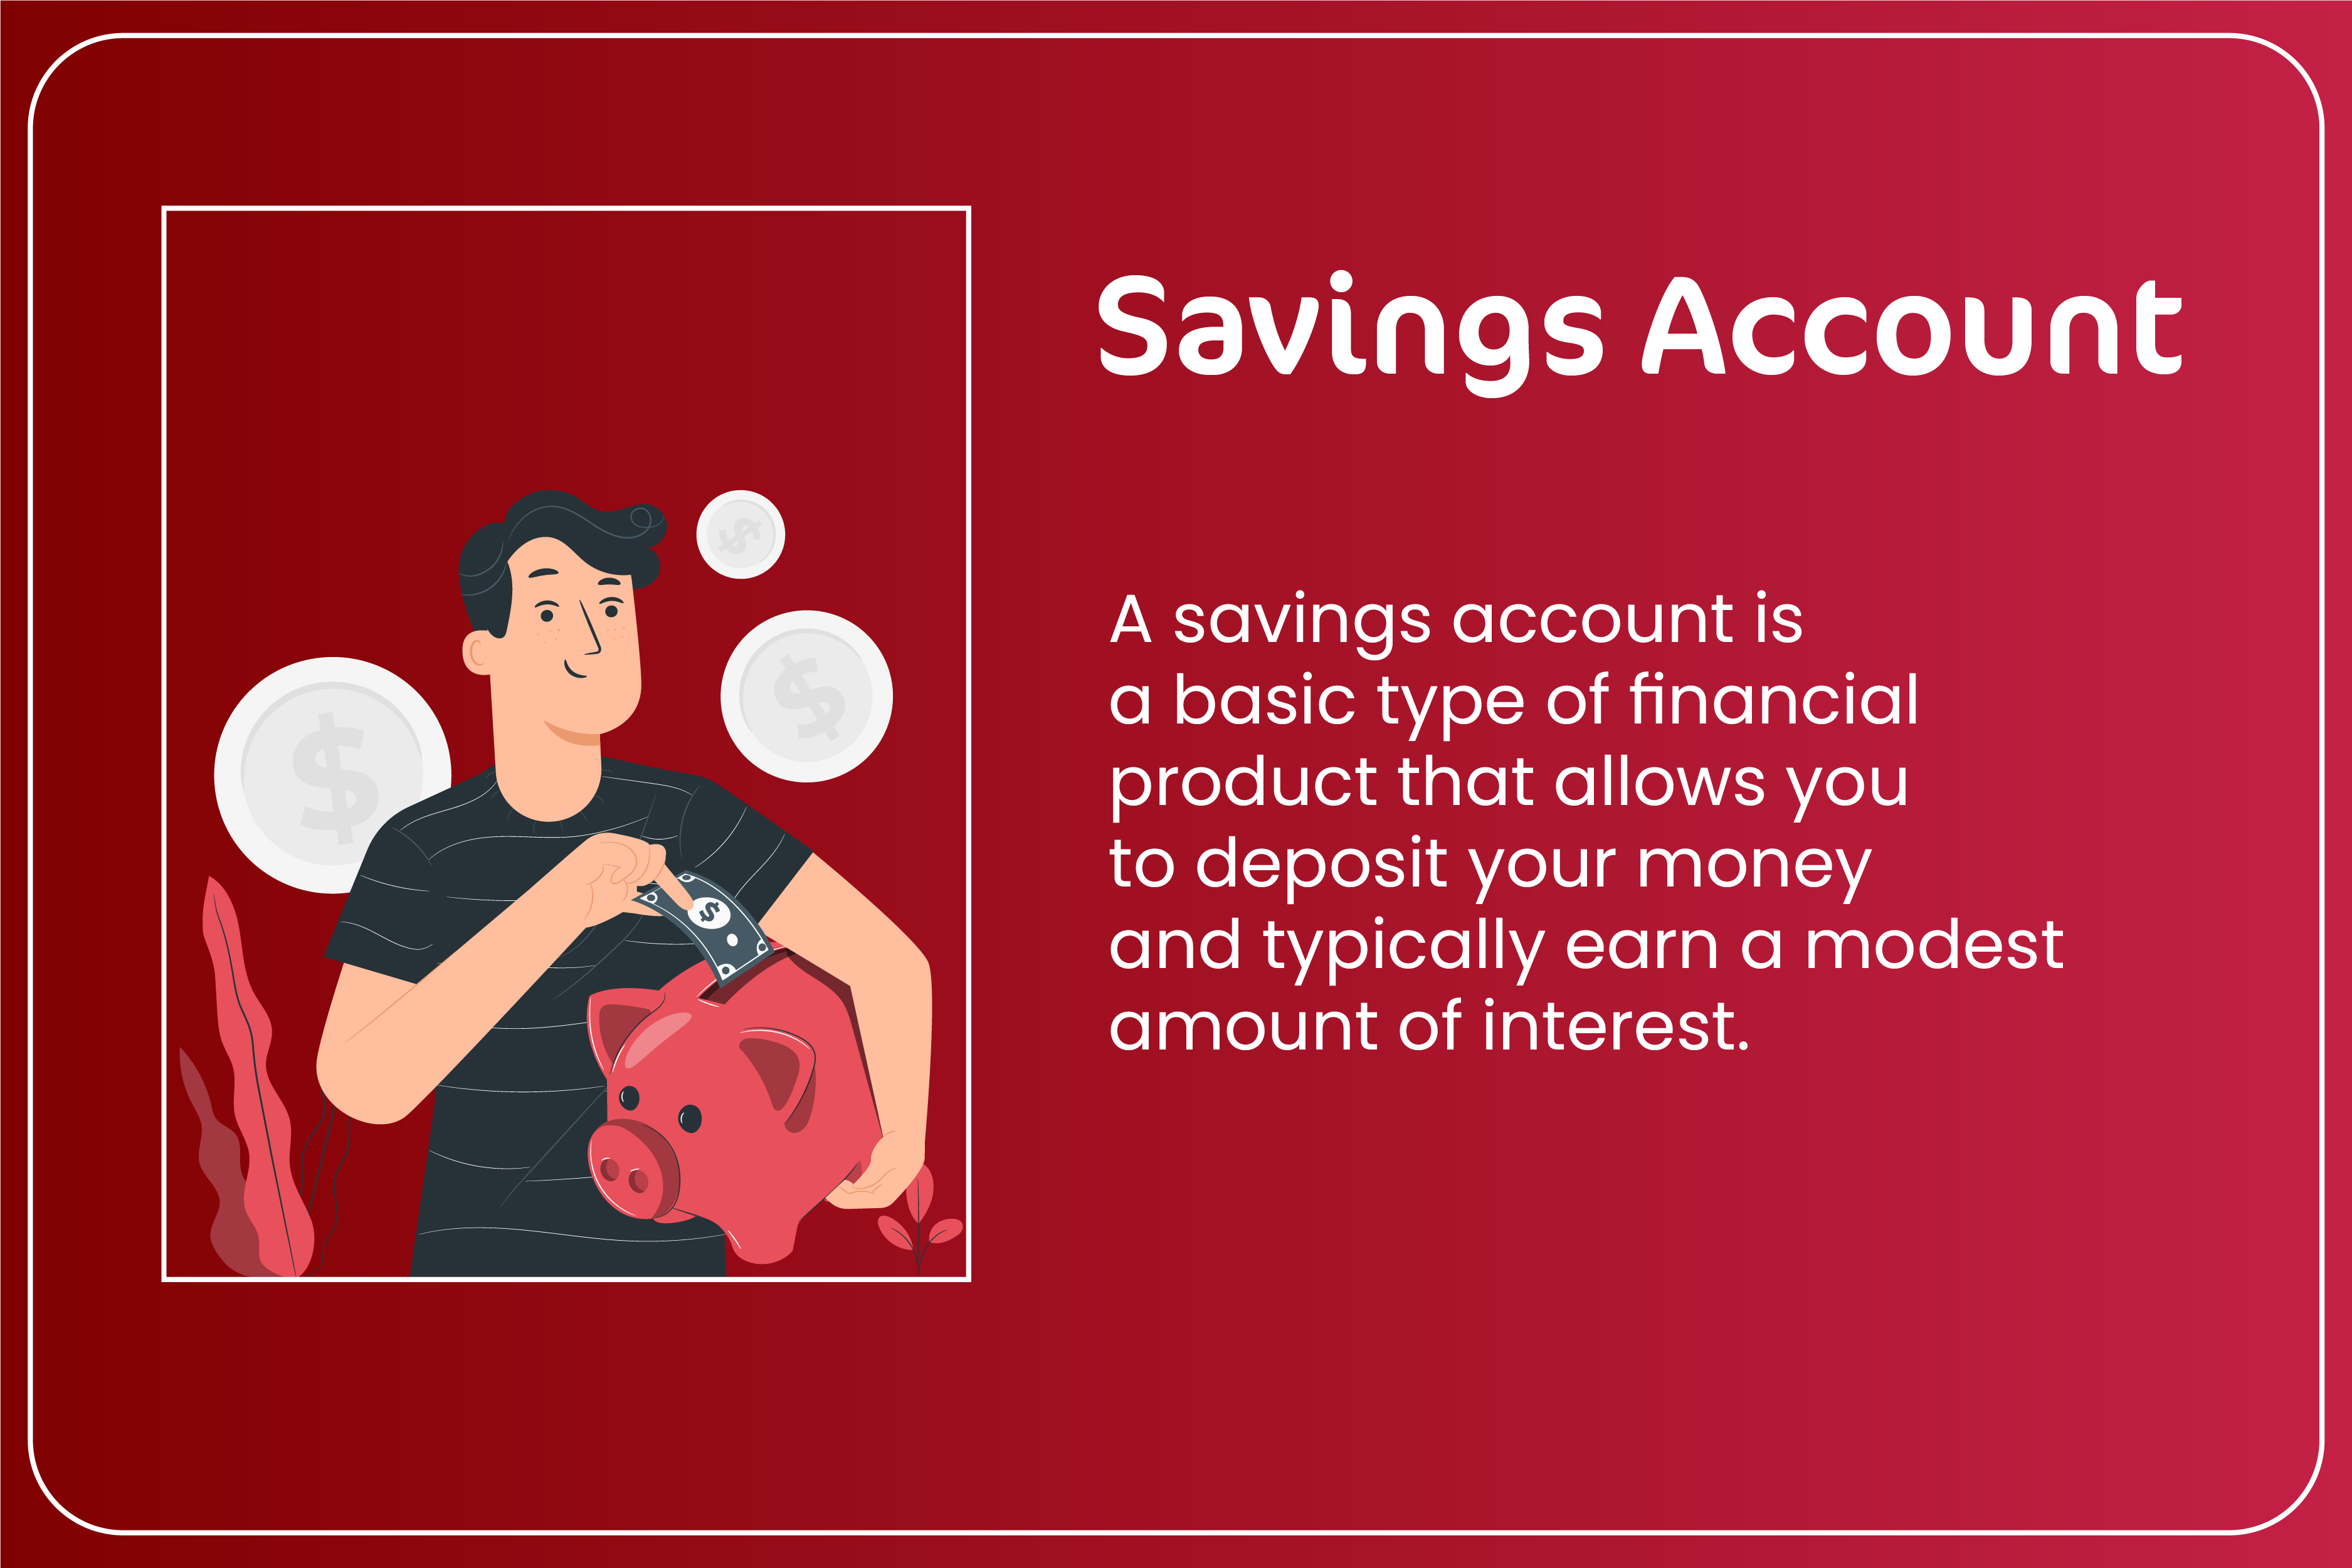 Savings Account
A savings account is
a basic type of financial
product that allows you
to deposit your money
and typically earn a modest
amount of interest.
$
$
$
$